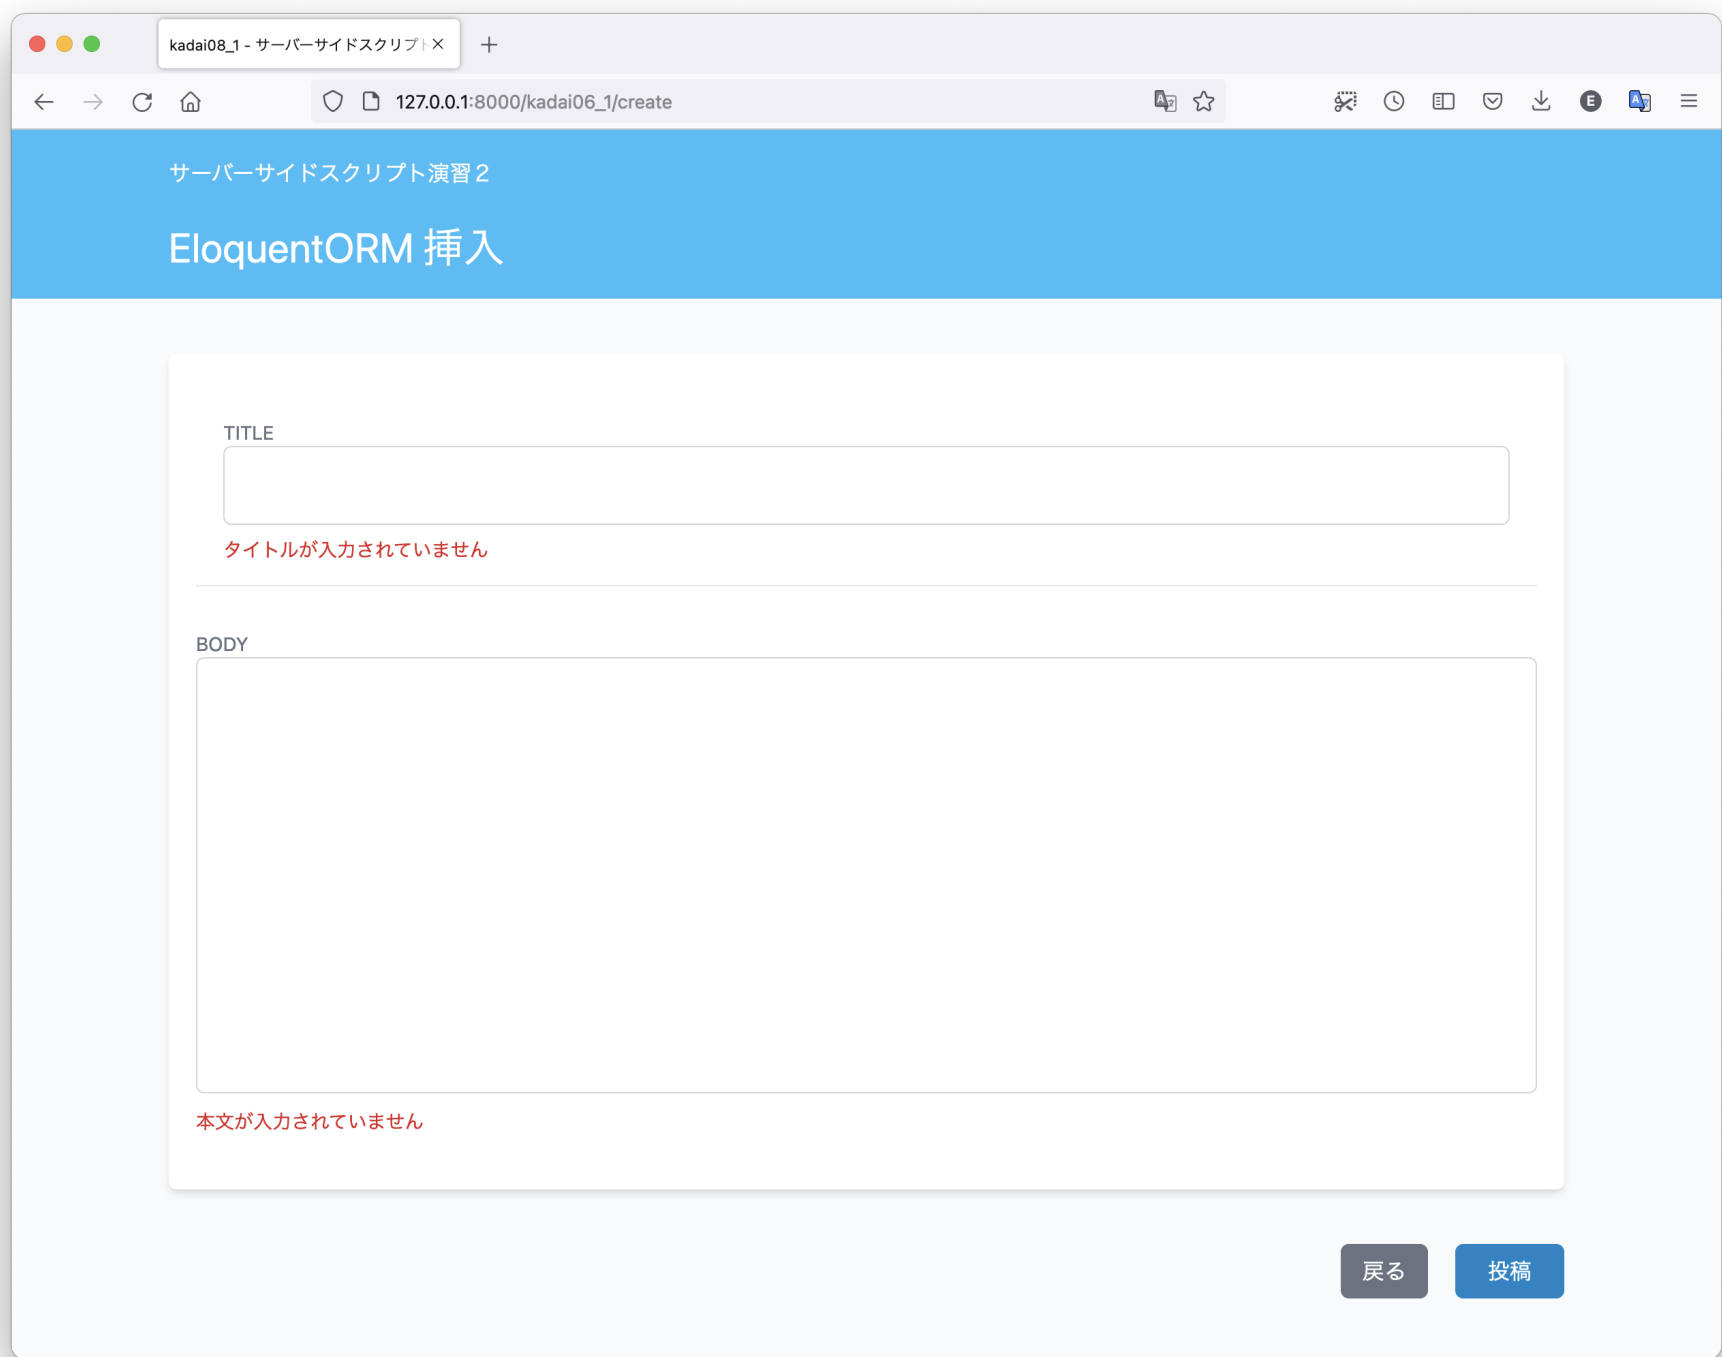 kadai08_1 - サーバーサイドスクリプト
127.0.0.1:8000/kadai06_1/create
E
サーバーサイドスクリプト演習２
EloquentORM 挿入
TITLE
タイトルが入力されていません
BODY
本文が入力されていません
戻る
投稿